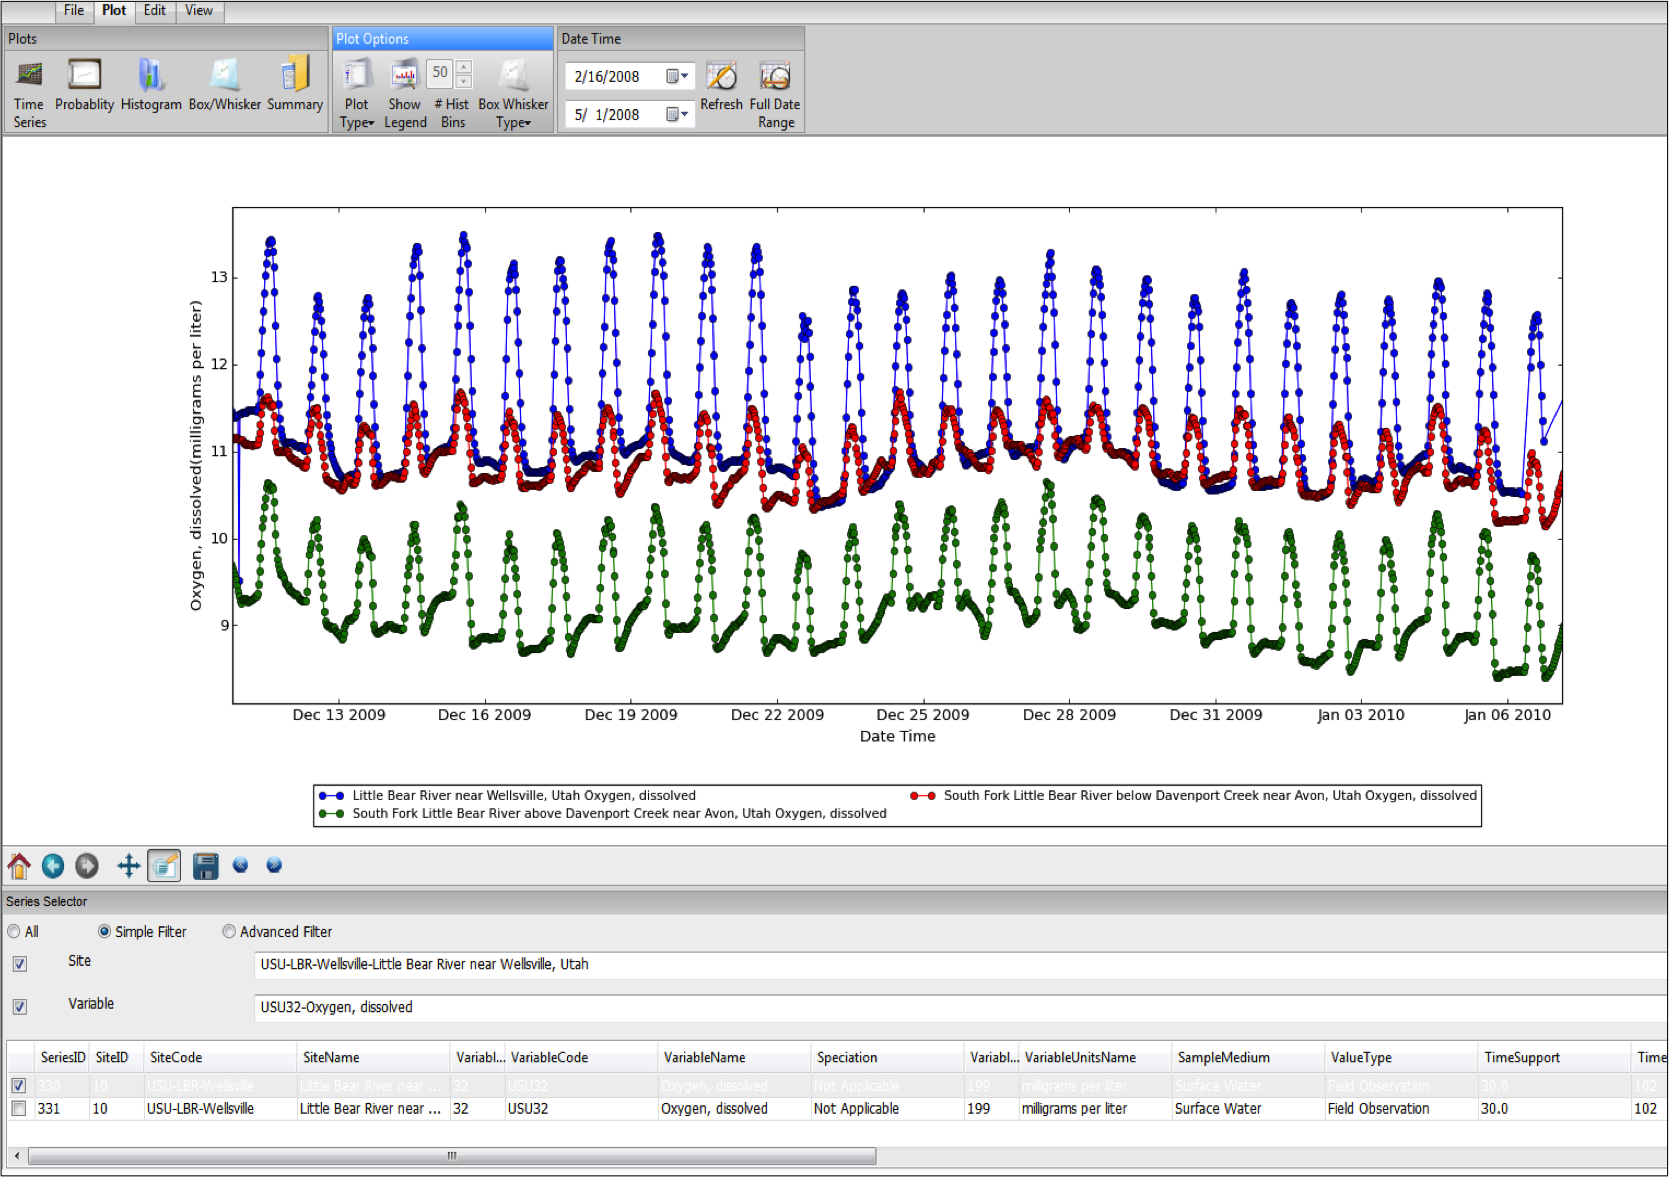 File Plot Edit View
Plots Plot Options Date Time
Time Series Probablity Histogram Box/Whisker Summary
Plot Type Show Legend 50 # Hist Bins Box Whisker Type
2/16/2008
5/ 1/2008
Refresh Full Date Range
Oxygen, dissolved(milligrams per liter)
13
12
11
10
9
Dec 13 2009 Dec 16 2009 Dec 19 2009 Dec 22 2009 Dec 25 2009 Dec 28 2009 Dec 31 2009 Jan 03 2010 Jan 06 2010
Date Time
Little Bear River near Wellsville, Utah Oxygen, dissolved South Fork Little Bear River below Davenport Creek near Avon, Utah Oxygen, dissolved
South Fork Little Bear River above Davenport Creek near Avon, Utah Oxygen, dissolved
Series Selector
All Simple Filter Advanced Filter
Site USU-LBR-Wellsville-Little Bear River near Wellsville, Utah
Variable USU32-Oxygen, dissolved
SeriesID SiteID SiteCode SiteName Variabl... VariableCode VariableName Speciation Variabl... VariableUnitsName SampleMedium ValueType TimeSupport Time
330 10 USU-LBR-Wellsville Little Bear River near ... 32 USU32 Oxygen, dissolved Not Applicable 199 milligrams per liter Surface Water Field Observation 30.0 102
331 10 USU-LBR-Wellsville Little Bear River near ... 32 USU32 Oxygen, dissolved Not Applicable 199 milligrams per liter Surface Water Field Observation 30.0 102